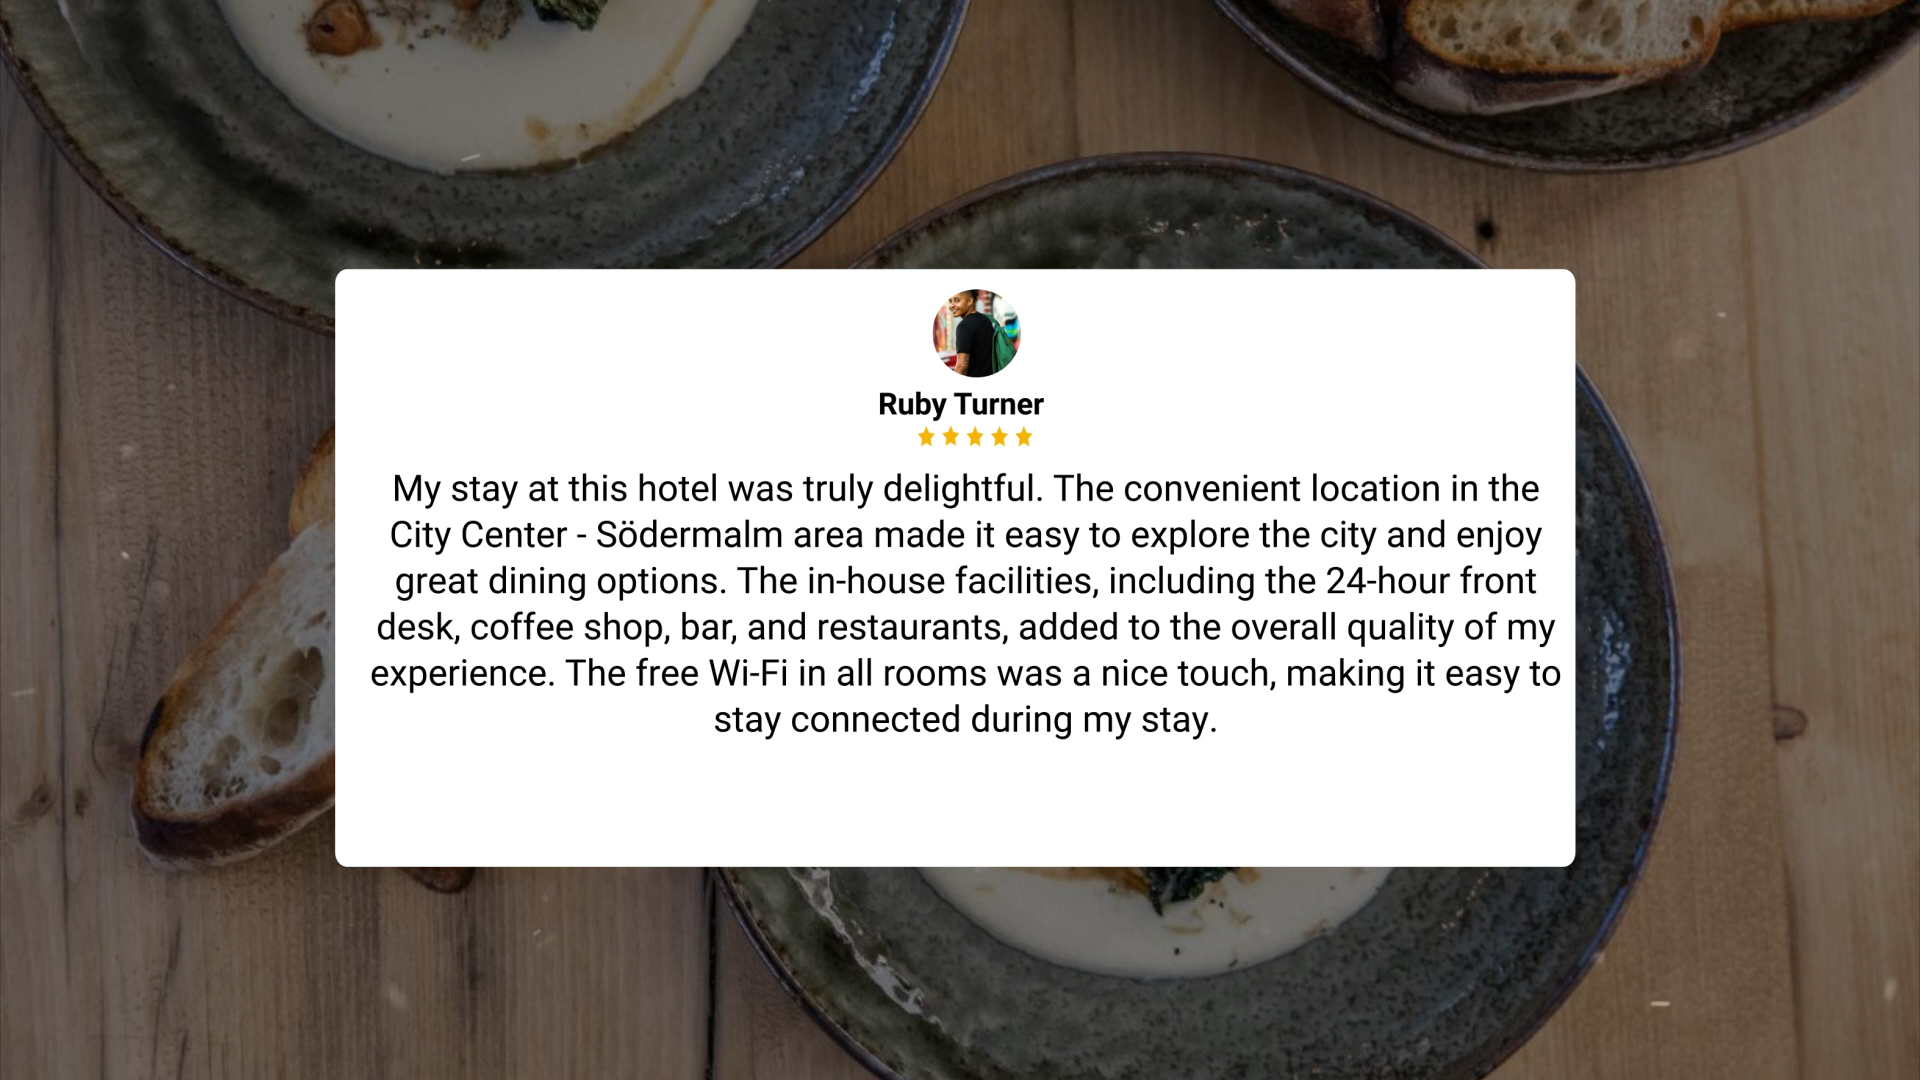 Ruby Turner
My stay at this hotel was truly delightful. The convenient location in the
City Center - Södermalm area made it easy to explore the city and enjoy
great dining options. The in-house facilities, including the 24-hour front
desk, coffee shop, bar, and restaurants, added to the overall quality of my
experience. The free Wi-Fi in all rooms was a nice touch, making it easy to
stay connected during my stay.